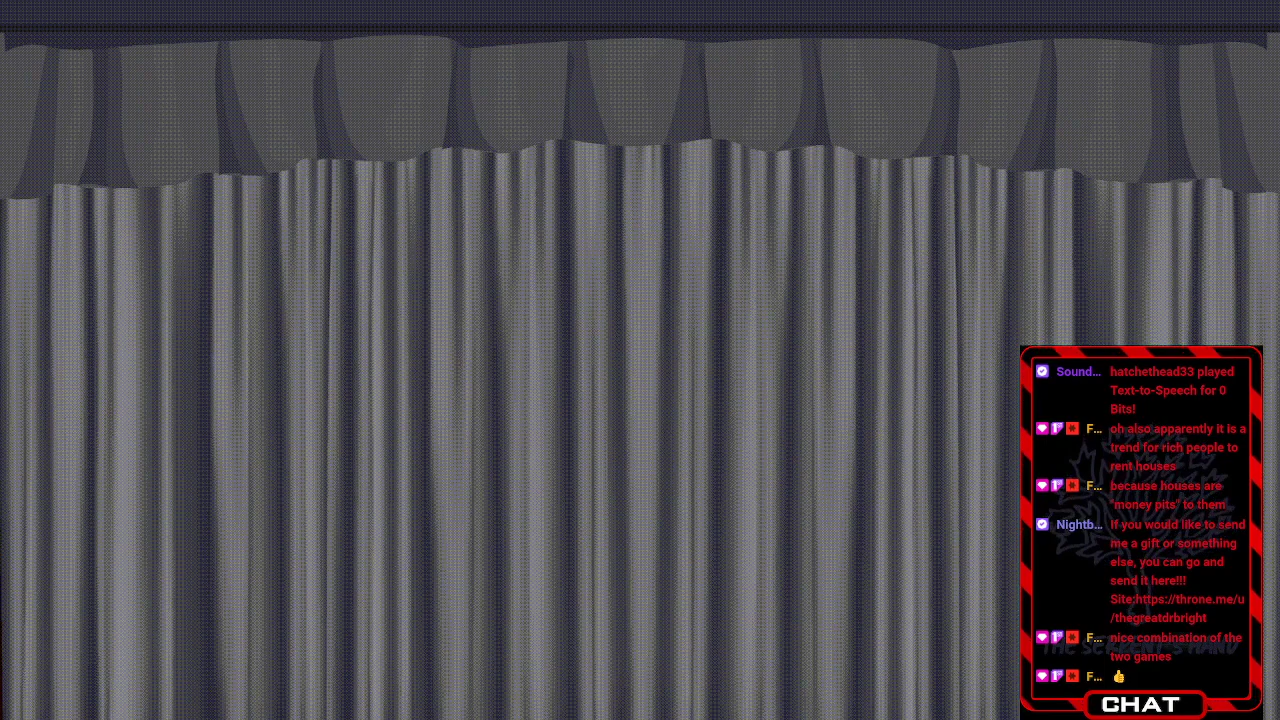 Sound... hatchethead33 played
Text-to-Speech for 0
Bits!
F... oh also apparently it is a
trend for rich people to
rent houses
F... because houses are
"money pits" to them
Nightb... If you would like to send
me a gift or something
else, you can go and
send it here!!!
Site:https://throne.me/u
/thegreatdrbright
F... nice combination of the
two games
THE SERPENT'S HAND
F... 👍
CHAT